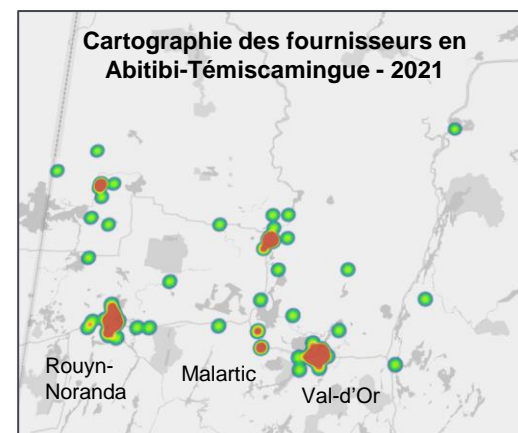 Cartographie des fournisseurs en
Abitibi-Témiscamingue - 2021
Rouyn-
Noranda
Malartic
Val-d'Or